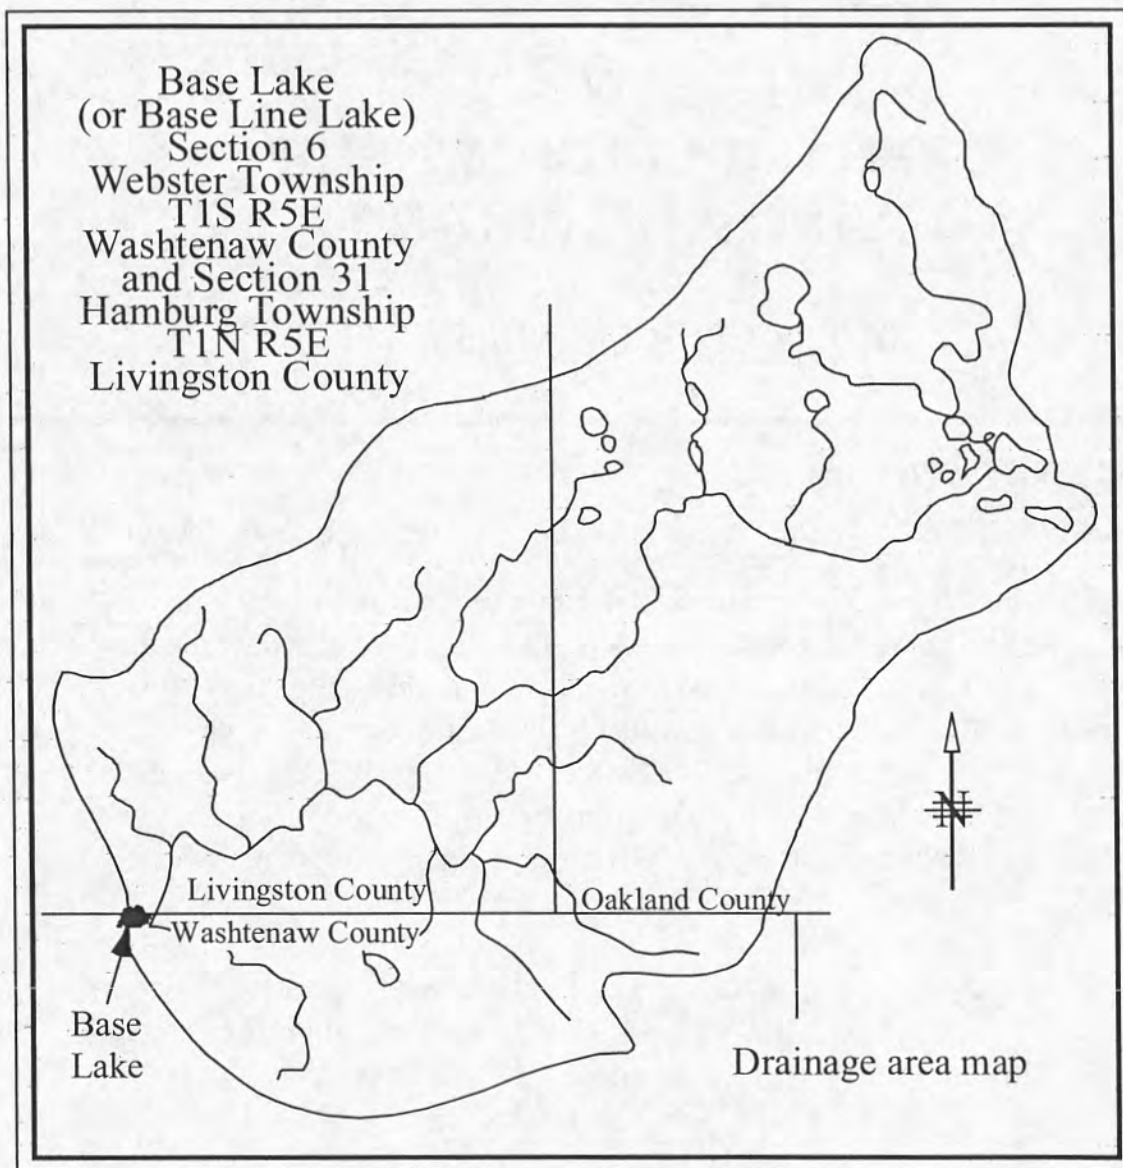 Base Lake
(or Base Line Lake)
Section 6
Webster Township
T1S R5E
Washtenaw County
and Section 31
Hamburg Township
T1N R5E
Livingston County
N
Livingston County
Oakland County
Washtenaw County
Base
Lake
Drainage area map